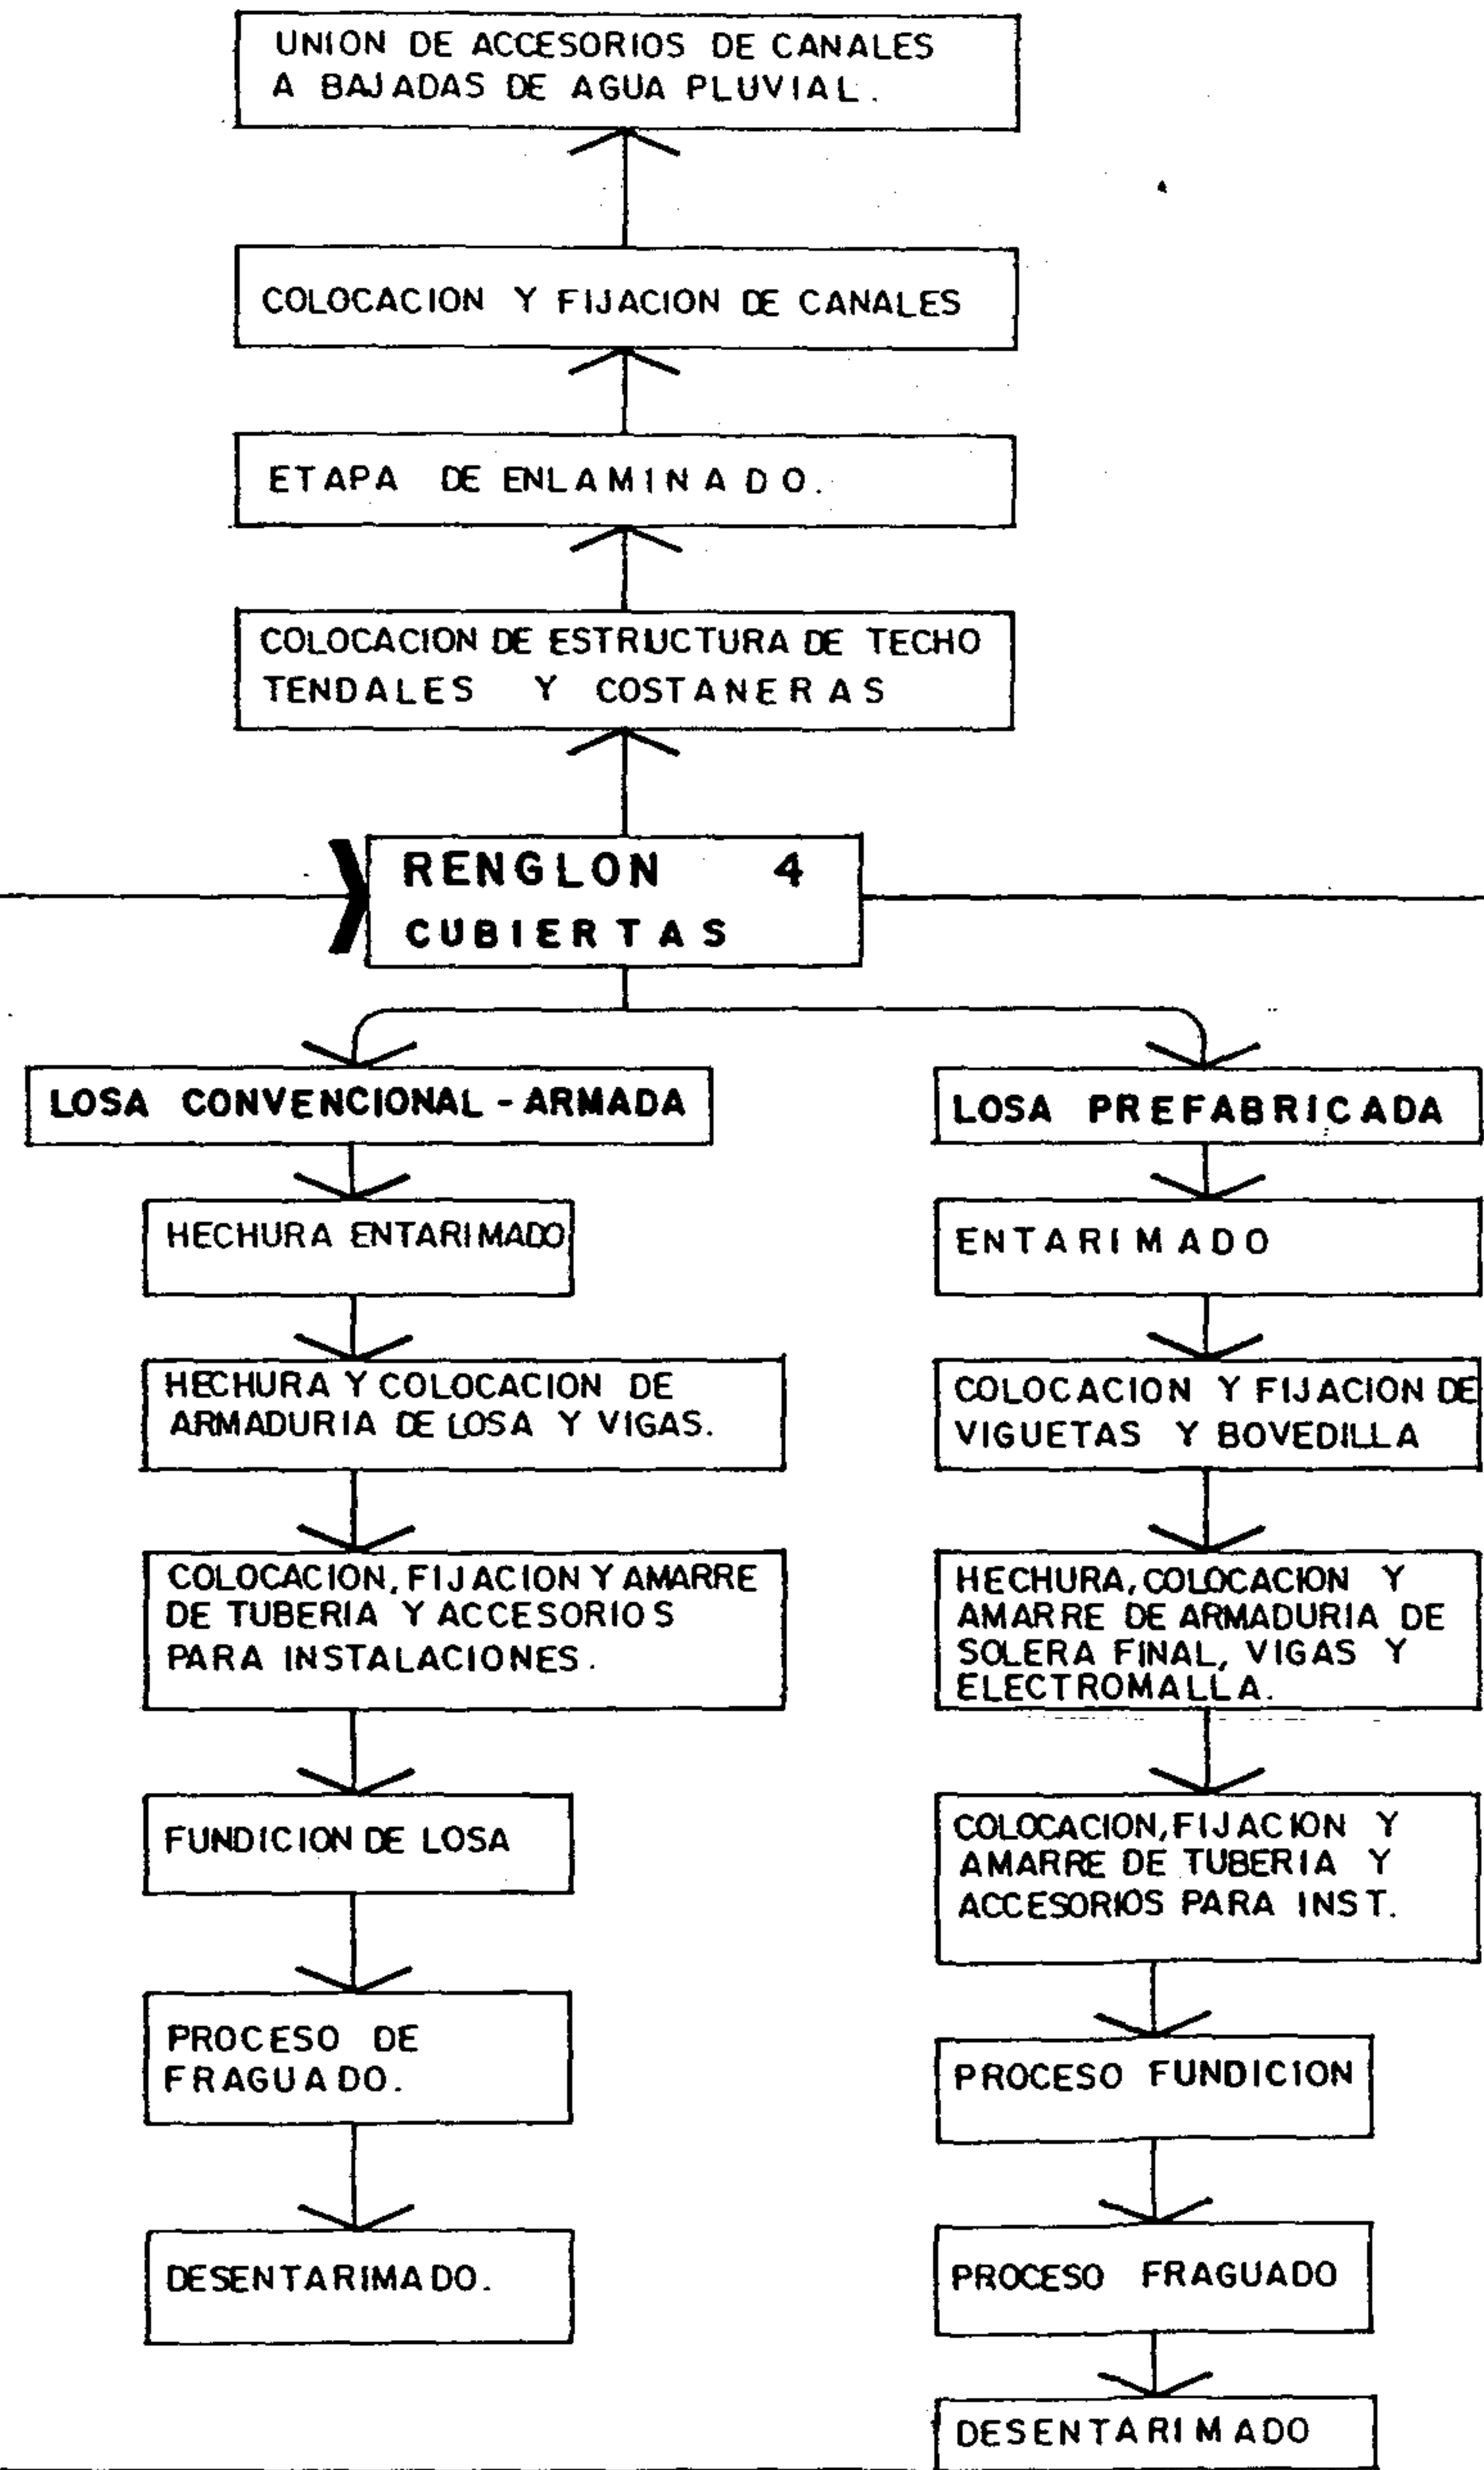 UNION DE ACCESORIOS DE CANALES
A BAJADAS DE AGUA PLUVIAL.
COLOCACION Y FIJACION DE CANALES
ETAPA DE ENLAMINADO.
COLOCACION DE ESTRUCTURA DE TECHO
TENDALES Y COSTANERAS
RENGLON 4
CUBIERTAS
LOSA CONVENCIONAL - ARMADA
HECHURA ENTARIMADO
HECHURA Y COLOCACION DE
ARMADURIA DE LOSA Y VIGAS.
COLOCACION, FIJACION Y AMARRE
DE TUBERIA Y ACCESORIOS
PARA INSTALACIONES.
FUNDICION DE LOSA
PROCESO DE
FRAGUADO.
DESENTARIMADO.
LOSA PREFABRICADA
ENTARIMADO
COLOCACION Y FIJACION DE
VIGUETAS Y BOVEDILLA
HECHURA, COLOCACION Y
AMARRE DE ARMADURIA DE
SOLERA FINAL, VIGAS Y
ELECTROMALLA.
COLOCACION, FIJACION Y
AMARRE DE TUBERIA Y
ACCESORIOS PARA INST.
PROCESO FUNDICION
PROCESO FRAGUADO
DESENTARIMADO